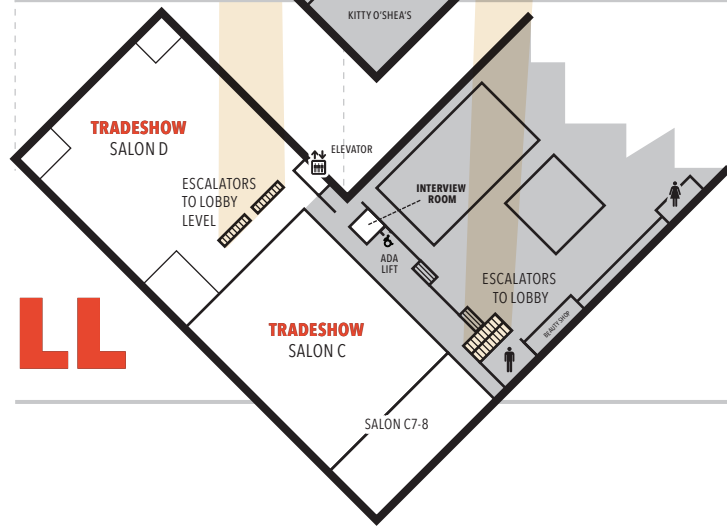 KITTY O'SHEA'S
TRADESHOW
SALON D
ELEVATOR
ESCALATORS
TO LOBBY
LEVEL
INTERVIEW
ROOM
ADA
LIFT
ESCALATORS
TO LOBBY
TRADESHOW
SALON C
BEAUTY SHOP
LL
SALON C7-8